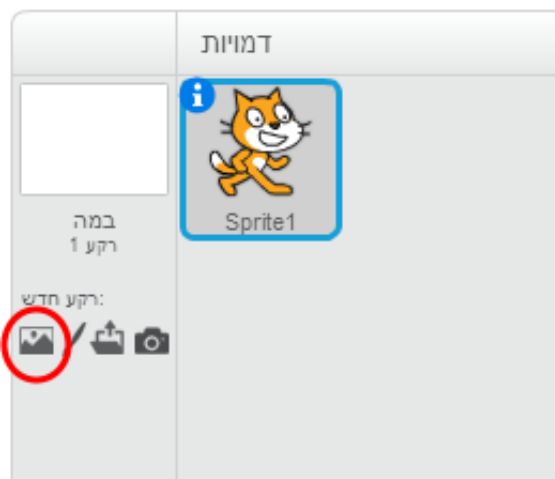 דמויות
Sprite1
במה
רקע 1
רקע חדש: